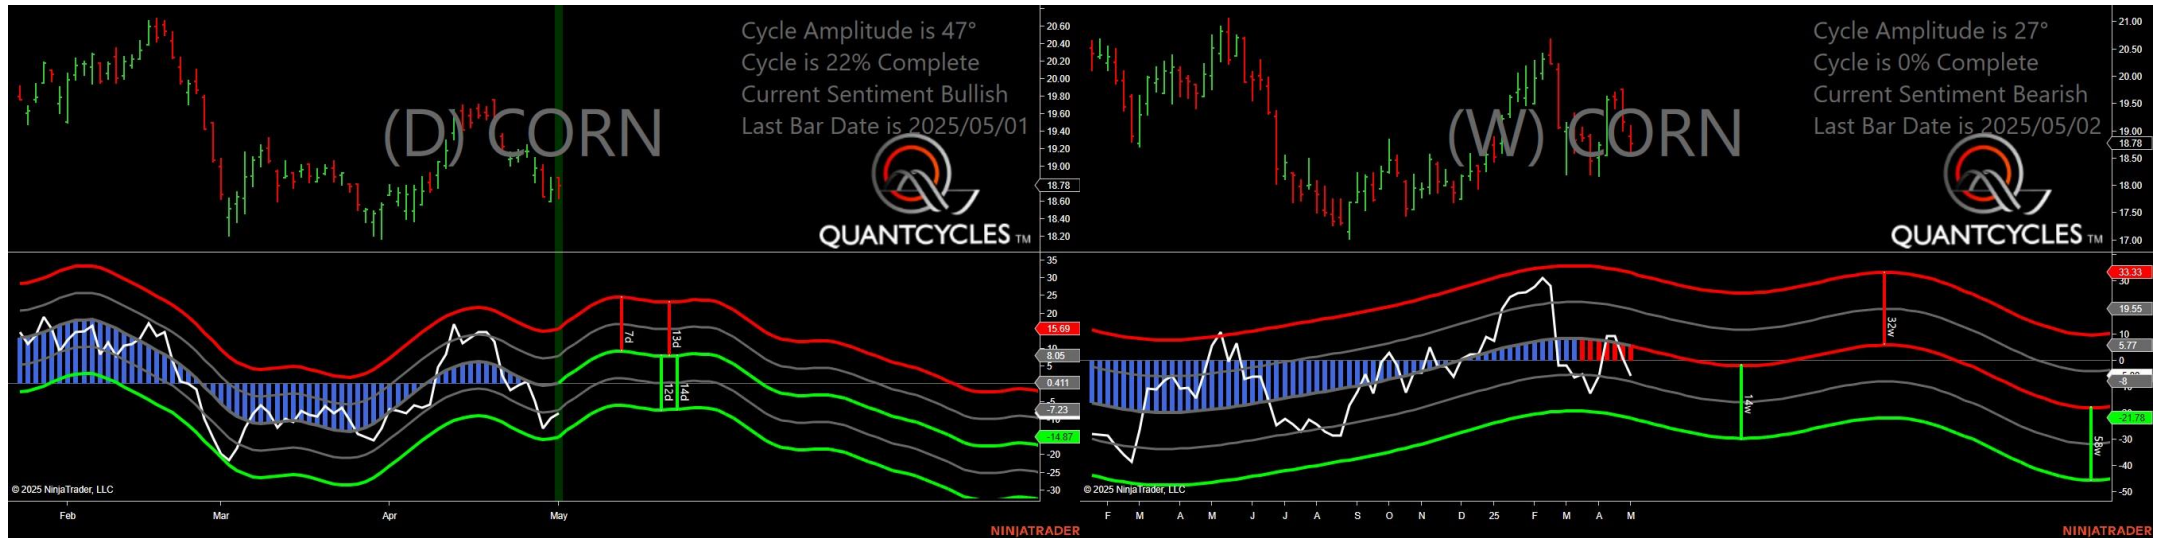 Cycle Amplitude is 47°
Cycle is 22% Complete
Current Sentiment Bullish
Last Bar Date is 2025/05/01
(D) CORN
QUANTCYCLES TM
20.60
20.40
20.20
20.00
19.80
19.60
19.40
19.20
19.00
18.78
18.60
18.40
18.20
35
30
25
20
15.69
10
8.05
5
0.411
-5
-7.23
-10
-14.87
-20
-25
-30
7d
13d
12d
14d
© 2025 NinjaTrader, LLC
Feb
Mar
Apr
May
NINJATRADER
Cycle Amplitude is 27°
Cycle is 0% Complete
Current Sentiment Bearish
Last Bar Date is 2025/05/02
(W) CORN
QUANTCYCLES TM
21.00
20.50
20.00
19.50
19.00
18.78
18.50
18.00
17.50
17.00
33.33
30
19.55
10
5.77
0
-8
-21.78
-30
-40
-50
32w
14w
58w
© 2025 NinjaTrader, LLC
F M A M J J A S O N D 25 F M A M
NINJATRADER